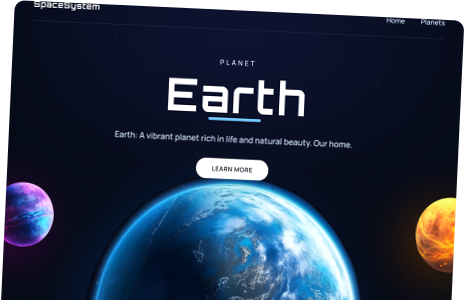 SpaceSystem
Home Planets
PLANET
Earth
Earth: A vibrant planet rich in life and natural beauty. Our home.
LEARN MORE